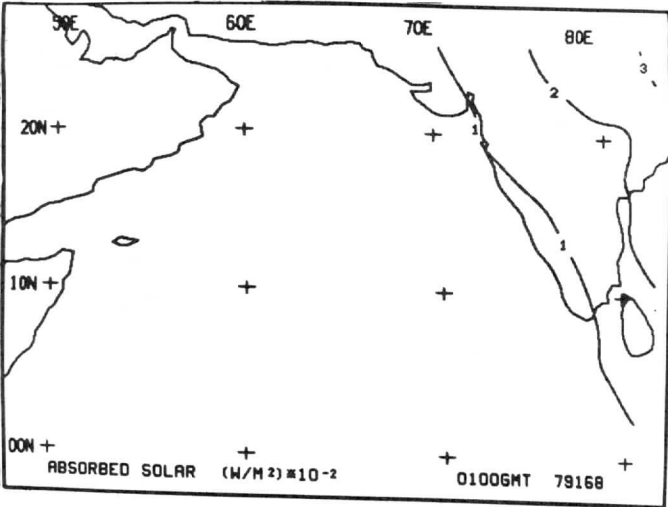 50E 60E 70E 80E
3
2
20N
1
1
10N
00N
ABSORBED SOLAR (W/M²)*10-2 0100GMT 79168